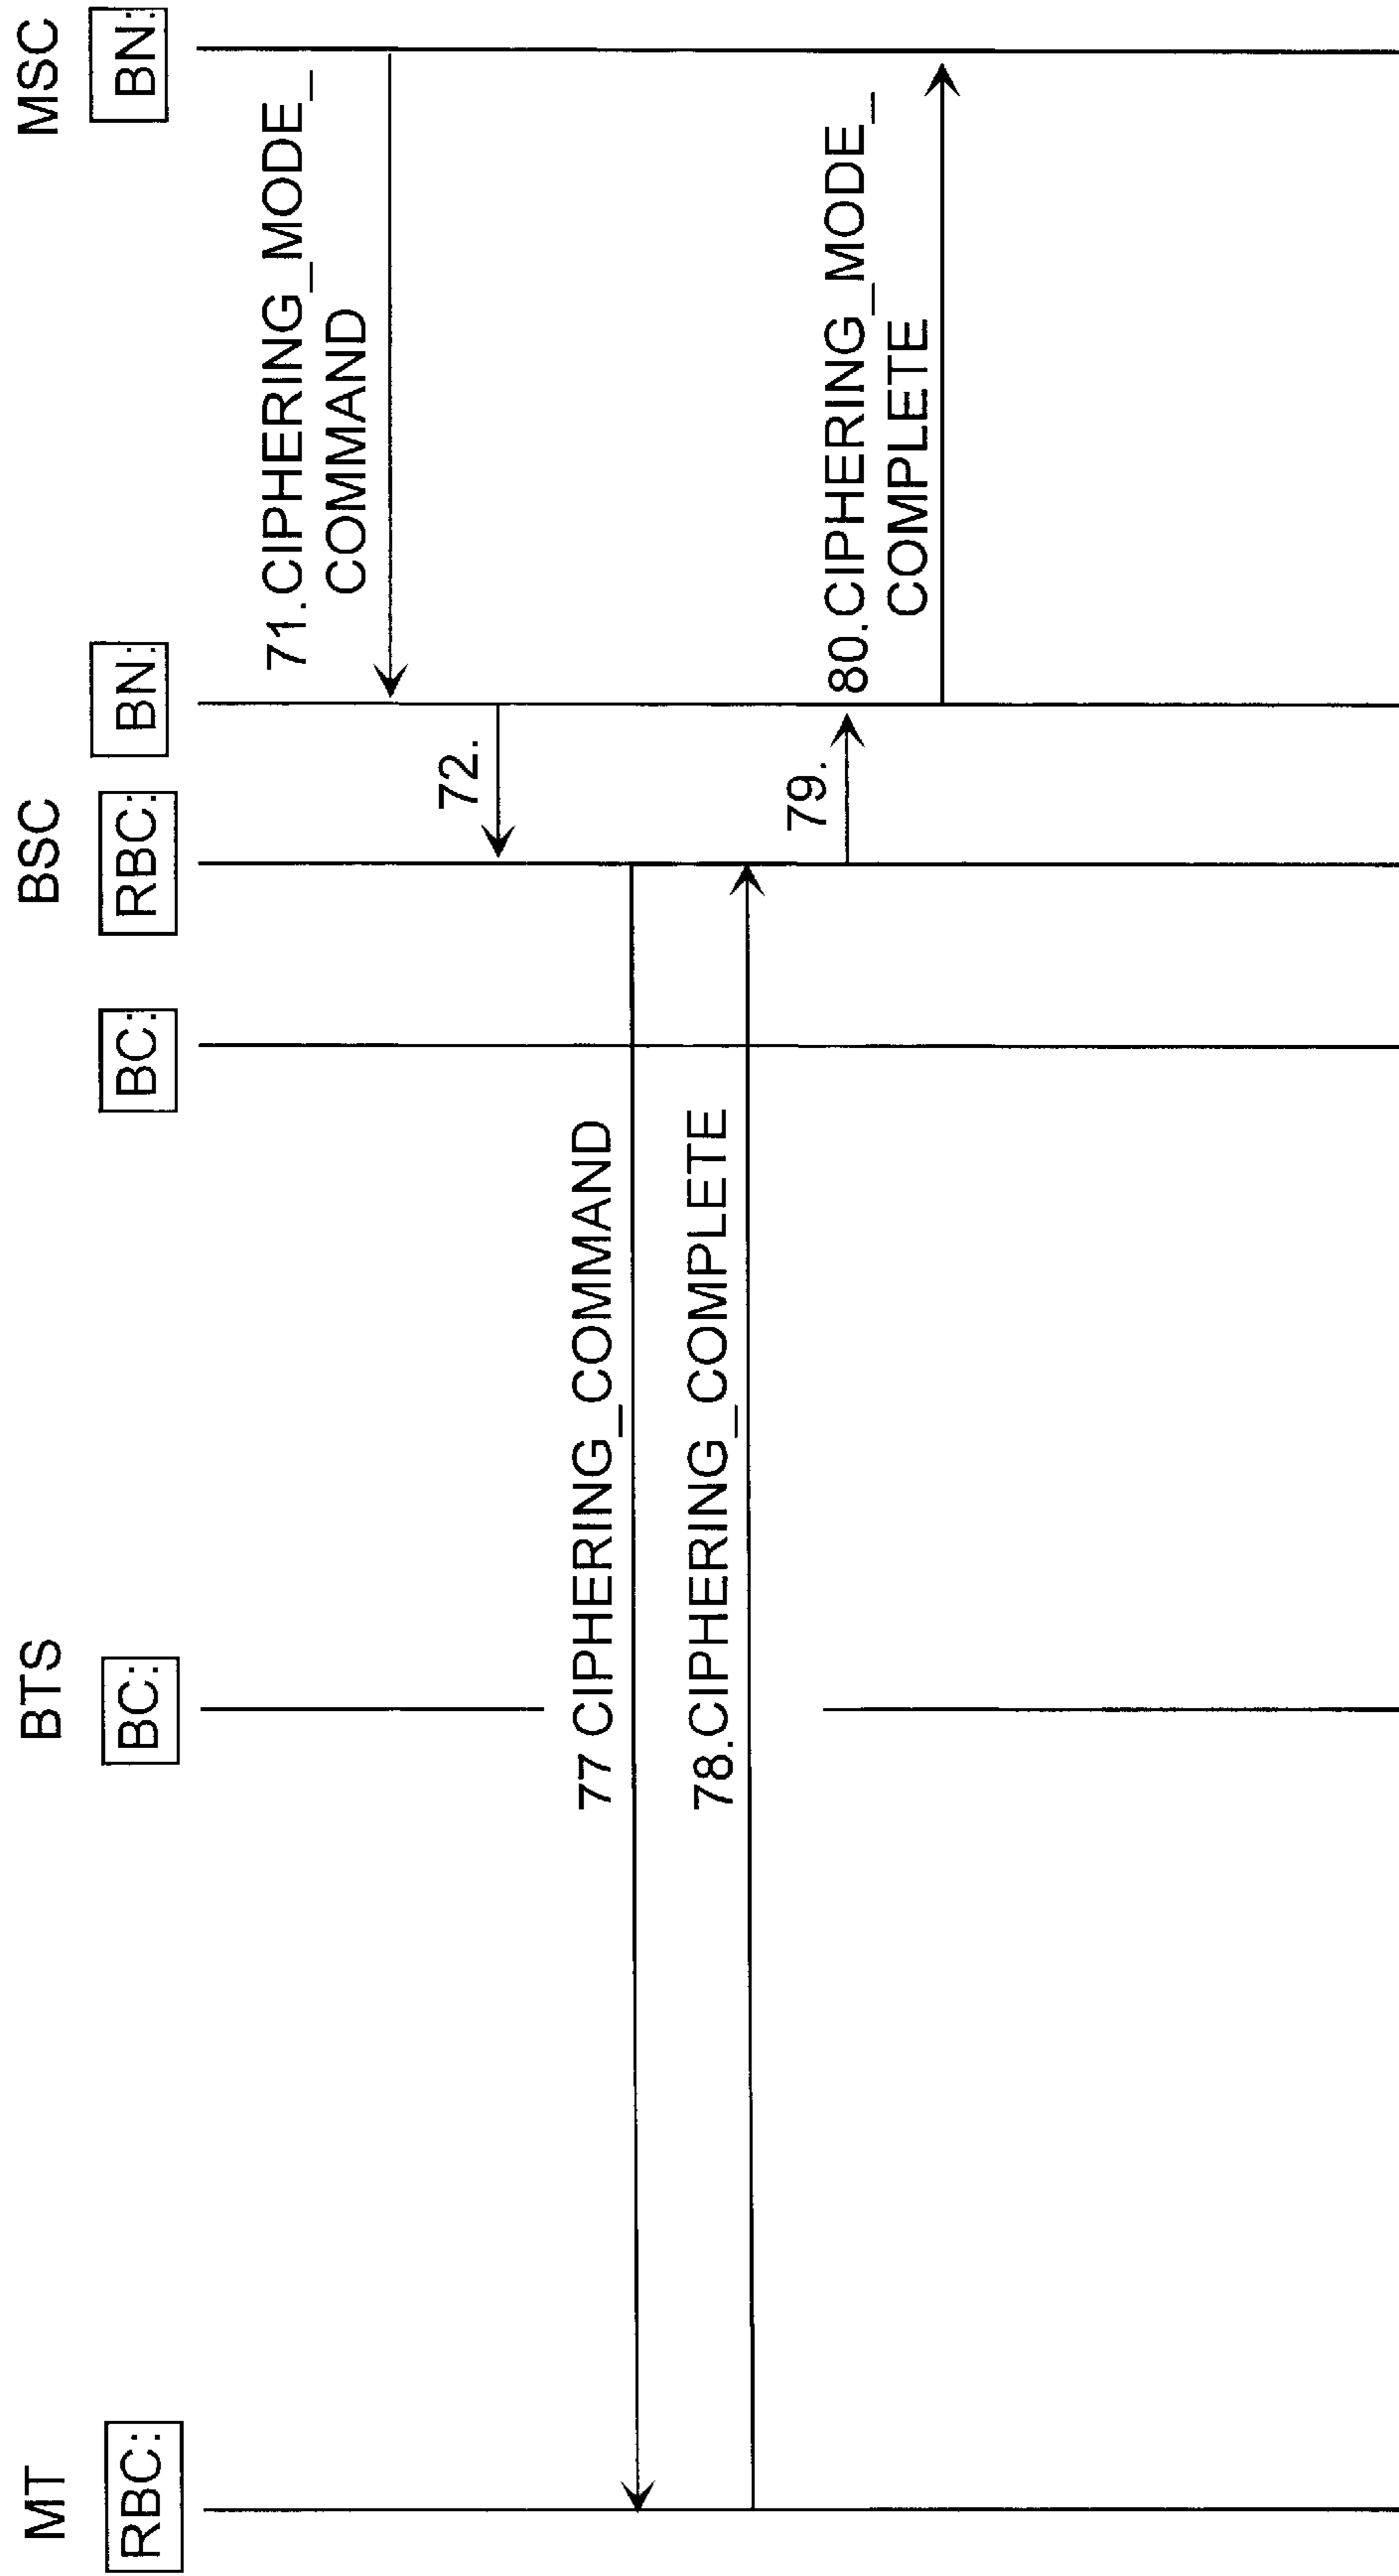 MT BTS BSC MSC
RBC: BC: BC: RBC: BN: BN:
71.CIPHERING_MODE_
COMMAND
72.
77 CIPHERING_COMMAND
78.CIPHERING_COMPLETE
79.
80.CIPHERING_MODE_
COMPLETE